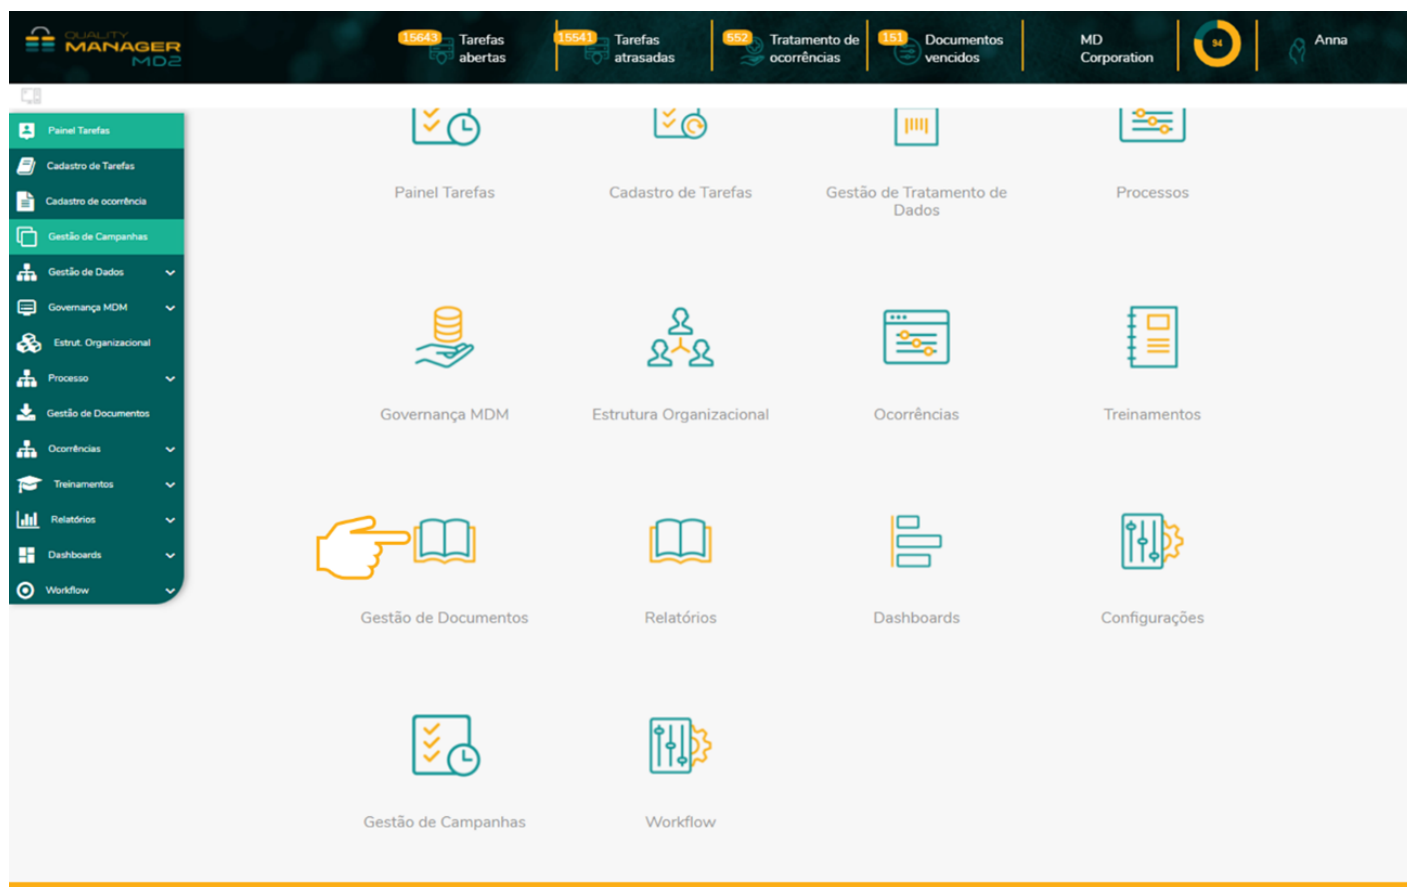 QUALITY
MANAGER
MD2
15643
Tarefas
abertas
15541
Tarefas
atrasadas
552
Tratamento de
ocorrências
151
Documentos
vencidos
MD
Corporation
94
Anna
Painel Tarefas
Cadastro de Tarefas
Cadastro de ocorrência
Gestão de Campanhas
Gestão de Dados
Governança MDM
Estrut. Organizacional
Processo
Gestão de Documentos
Ocorrências
Treinamentos
Relatórios
Dashboards
Workflow
Painel Tarefas
Cadastro de Tarefas
Gestão de Tratamento de
Dados
Processos
Governança MDM
Estrutura Organizacional
Ocorrências
Treinamentos
Gestão de Documentos
Relatórios
Dashboards
Configurações
Gestão de Campanhas
Workflow